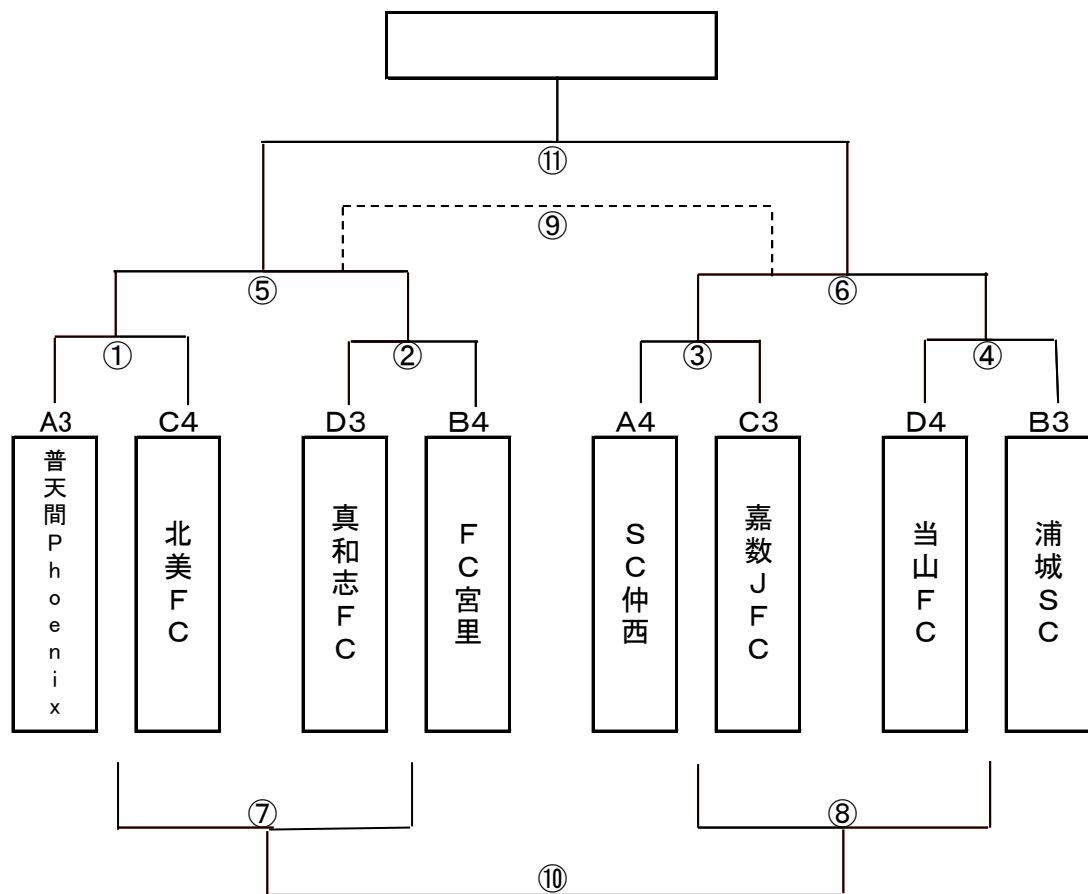 ⑪
⑨
⑤
⑥
①
②
③
④
A3
C4
D3
B4
A4
C3
D4
B3
普天間Phoenix
北美FC
真和志FC
FC宮里
SC仲西
嘉数JFC
当山FC
浦城SC
⑦
⑧
⑩